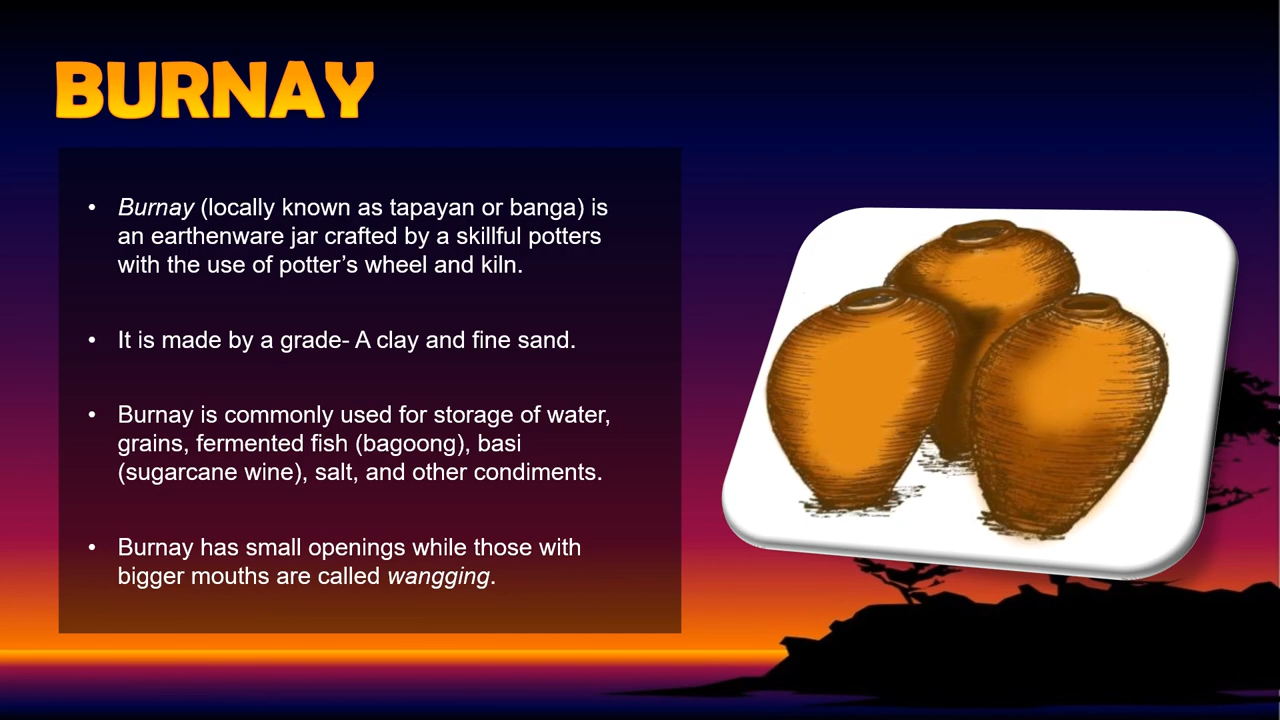 BURNAY
• Burnay (locally known as tapayan or banga) is
an earthenware jar crafted by a skillful potters
with the use of potter’s wheel and kiln.
• It is made by a grade- A clay and fine sand.
• Burnay is commonly used for storage of water,
grains, fermented fish (bagoong), basi
(sugarcane wine), salt, and other condiments.
• Burnay has small openings while those with
bigger mouths are called wangging.